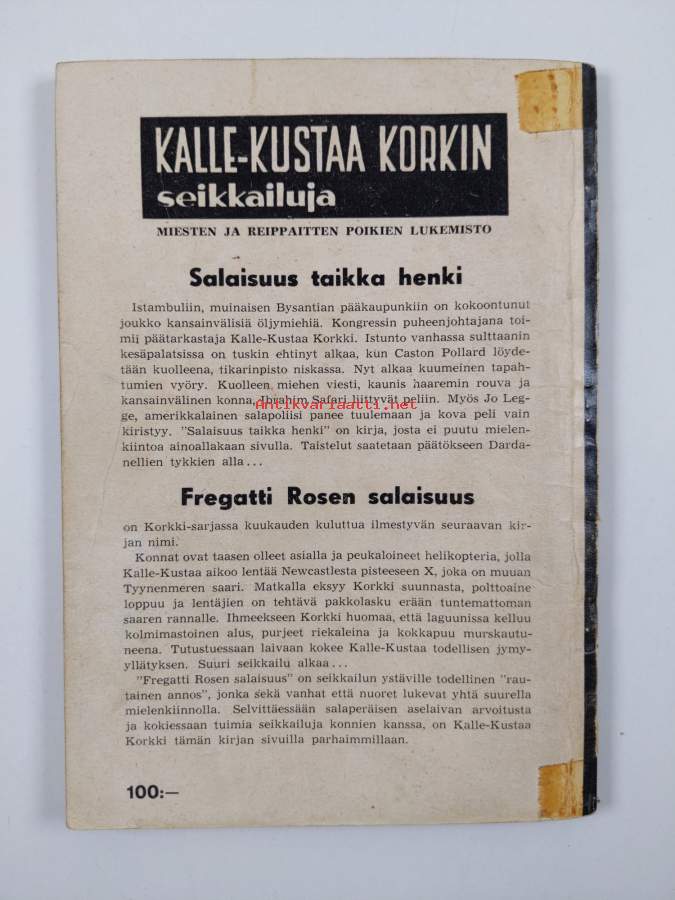 KALLE-KUSTAA KORKIN
seikkailuja
MIESTEN JA REIPPAITTEN POIKIEN LUKEMISTO
Salaisuus taikka henki
Istambuliin, muinaisen Bysantian pääkaupunkiin on kokoontunut
joukko kansainvälisiä öljymiehiä. Kongressin puheenjohtajana toi-
mii päätarkastaja Kalle-Kustaa Korkki. Istunto vanhassa sulttaanin
kesäpalatsissa on tuskin ehtinyt alkaa, kun Caston Pollard löyde-
tään kuolleena, tikarinpisto niskassa. Nyt alkaa kuumeinen tapah-
tumien vyöry. Kuolleen miehen viesti, kaunis haaremin rouva ja
kansainvälinen konna, Ibrahim Safari liittyvät peliin. Myös Jo Leg-
Antikvariaatti.net
ge, amerikkalainen salapoliisi panee tuulemaan ja kova peli vain
kiristyy. "Salaisuus taikka henki" on kirja, josta ei puutu mielen-
kiintoa ainoallakaan sivulla. Taistelut saatetaan päätökseen Darda-
nellien tykkien alla...
Fregatti Rosen salaisuus
on Korkki-sarjassa kuukauden kuluttua ilmestyvän seuraavan kir-
jan nimi.
Konnat ovat taasen olleet asialla ja peukaloineet helikopteria, jolla
Kalle-Kustaa aikoo lentää Newcastlesta pisteeseen X, joka on muuan
Tyynenmeren saari. Matkalla eksyy Korkki suunnasta, polttoaine
loppuu ja lentäjien on tehtävä pakkolasku erään tuntemattoman
saaren rannalle. Ihmeekseen Korkki huomaa, että laguunissa kelluu
kolmimastoinen alus, purjeet riekaleina ja kokkapuu murskautu-
neena. Tutustuessaan laivaan kokee Kalle-Kustaa todellisen jymy-
yllätyksen. Suuri seikkailu alkaa...
"Fregatti Rosen salaisuus" on seikkailun ystäville todellinen "rau-
tainen annos", jonka sekä vanhat että nuoret lukevat yhtä suurella
mielenkiinnolla. Selvittäessään salaperäisen aselaivan arvoitusta
ja kokiessaan tuimia seikkailuja konnien kanssa, on Kalle-Kustaa
Korkki tämän kirjan sivuilla parhaimmillaan.
100:—